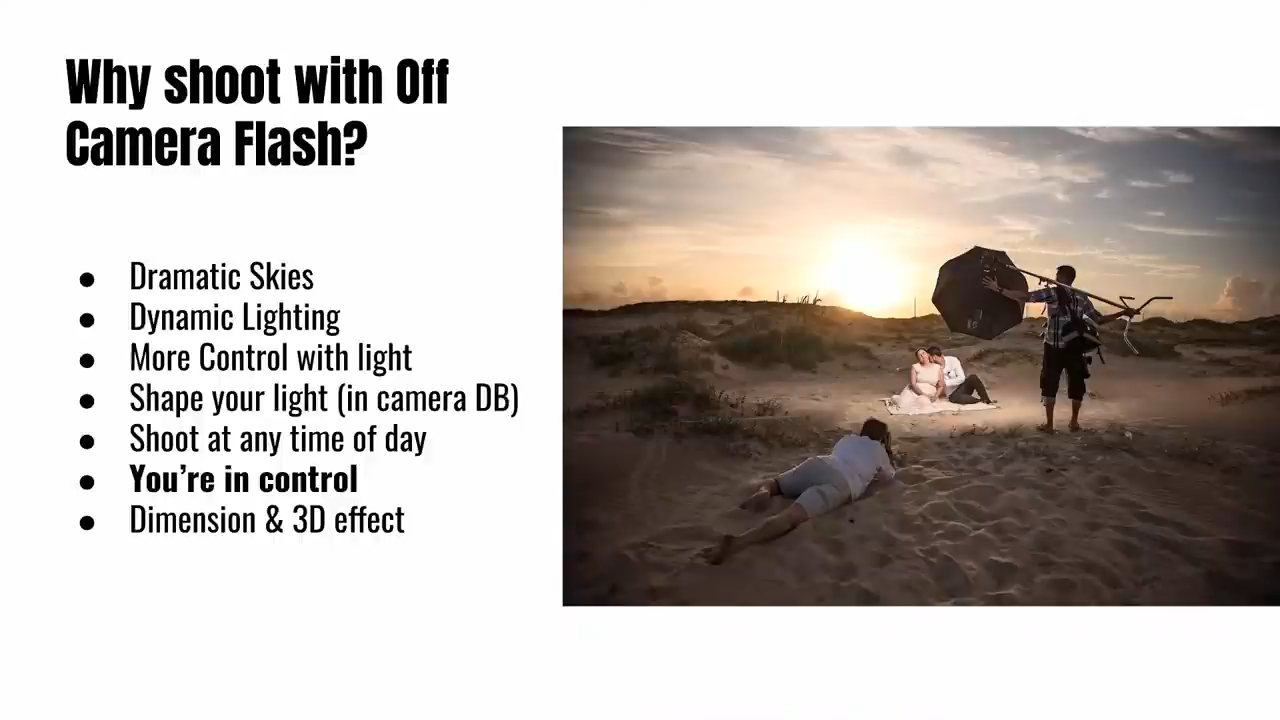 Why shoot with Off
Camera Flash?
● Dramatic Skies
● Dynamic Lighting
● More Control with light
● Shape your light (in camera DB)
● Shoot at any time of day
● You're in control
● Dimension & 3D effect